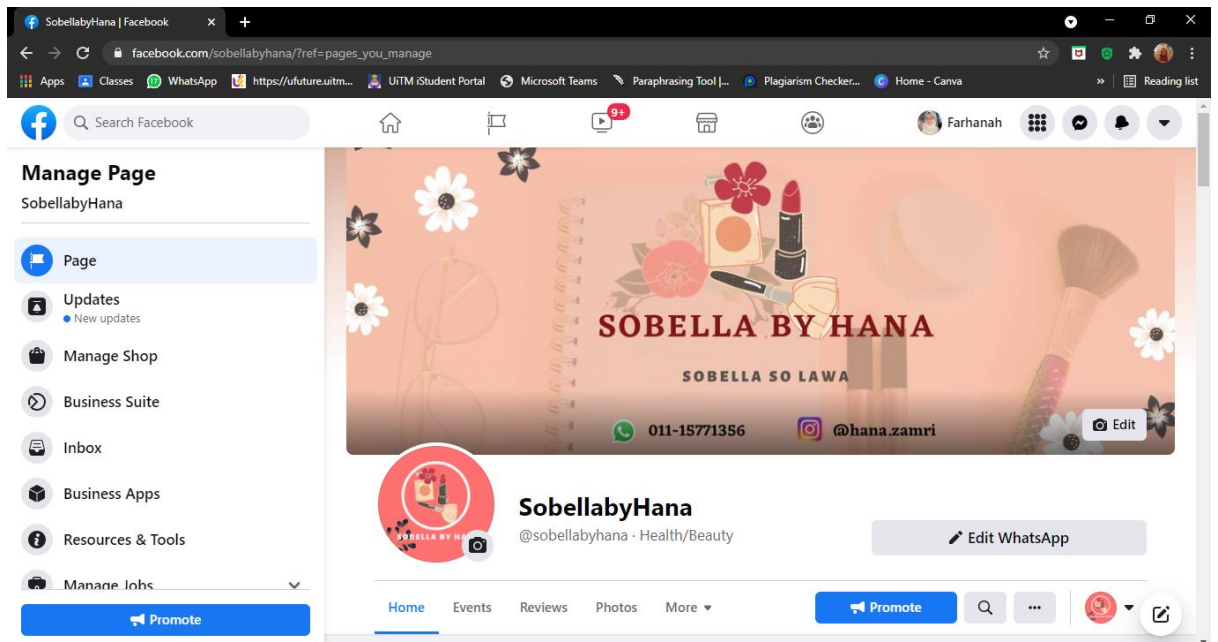 SobellabyHana | Facebook
facebook.com/sobellabyhana/?ref=pages_you_manage
Apps Classes WhatsApp https://ufuture.uitm... UiTM iStudent Portal Microsoft Teams Paraphrasing Tool |... Plagiarism Checker... Home - Canva » Reading list
Search Facebook 9+ Farhanah
Manage Page
SobellabyHana
Page
Updates
New updates
Manage Shop
Business Suite
Inbox
Business Apps
Resources & Tools
Manage Jobs
Promote
SOBELLA BY HANA
SOBELLA SO LAWA
011-15771356 @hana.zamri
Edit
SOBELLA BY HANA
SobellabyHana
@sobellabyhana · Health/Beauty
Edit WhatsApp
Home Events Reviews Photos More Promote